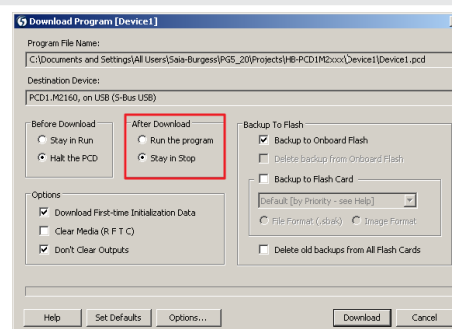 Download Program [Device1]
Program File Name:
C:\Documents and Settings\All Users\Saia-Burgess\PG5_20\Projects\HB-PCD1M2xxx\Device1\Device1.pcd
Destination Device:
PCD1.M2160, on USB (S-Bus USB)
Before Download
Stay in Run
Halt the PCD
After Download
Run the program
Stay in Stop
Options
Download First-time Initialization Data
Clear Media (R F T C)
Don't Clear Outputs
Backup To Flash
Backup to Onboard Flash
Delete backup from Onboard Flash
Backup to Flash Card
Default [by Priority - see Help]
File Format (.sbak) Image Format
Delete old backups from All Flash Cards
Help Set Defaults Options... Download Cancel